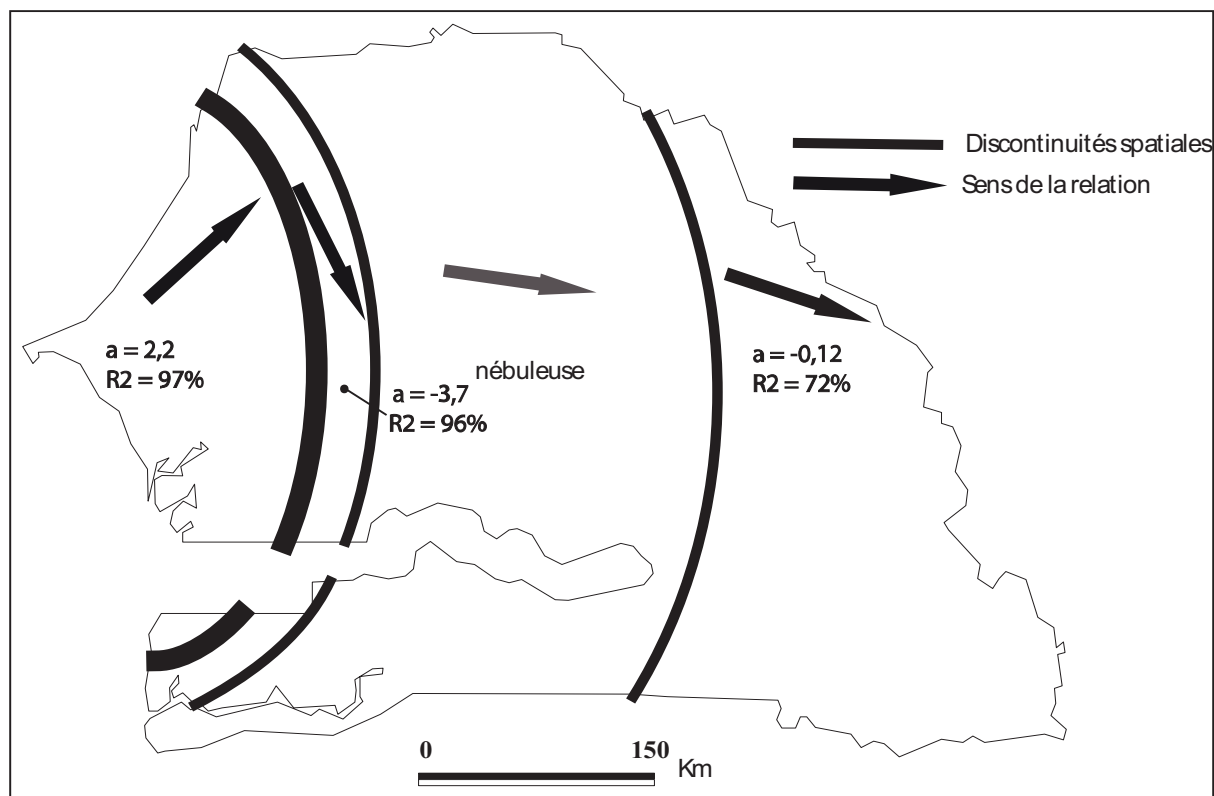 Discontinuités spatiales
Sens de la relation
a = 2,2
R2 = 97%
nébuleuse
a = -3,7
R2 = 96%
a = -0,12
R2 = 72%
0 150
Km